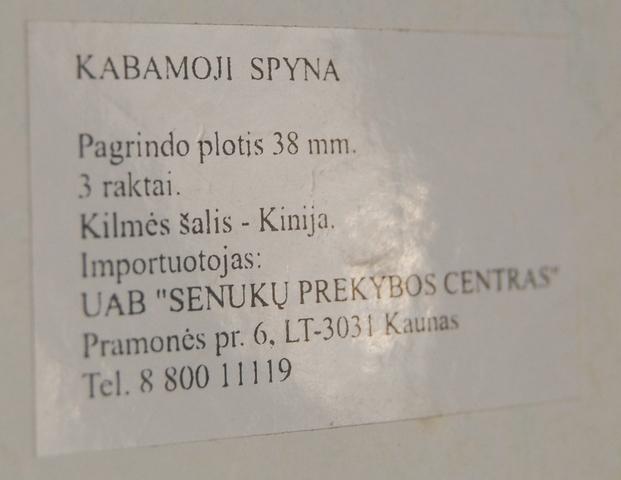 KABAMOJI SPYNA
Pagrindo plotis 38 mm.
3 raktai.
Kilmės šalis - Kinija.
Importuotojas:
UAB "SENUKŲ PREKYBOS CENTRAS"
Pramonės pr. 6, LT-3031 Kaunas
Tel. 8 800 11119